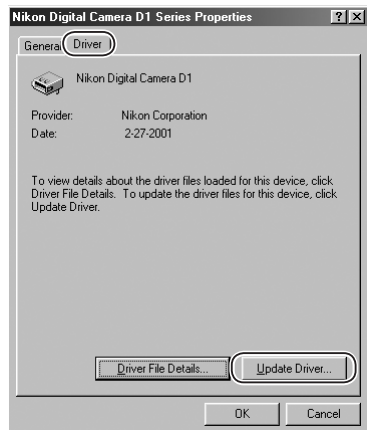 Nikon Digital Camera D1 Series Properties
General Driver
Nikon Digital Camera D1
Provider: Nikon Corporation
Date: 2-27-2001
To view details about the driver files loaded for this device, click
Driver File Details. To update the driver files for this device, click
Update Driver.
Driver File Details... Update Driver...
OK Cancel